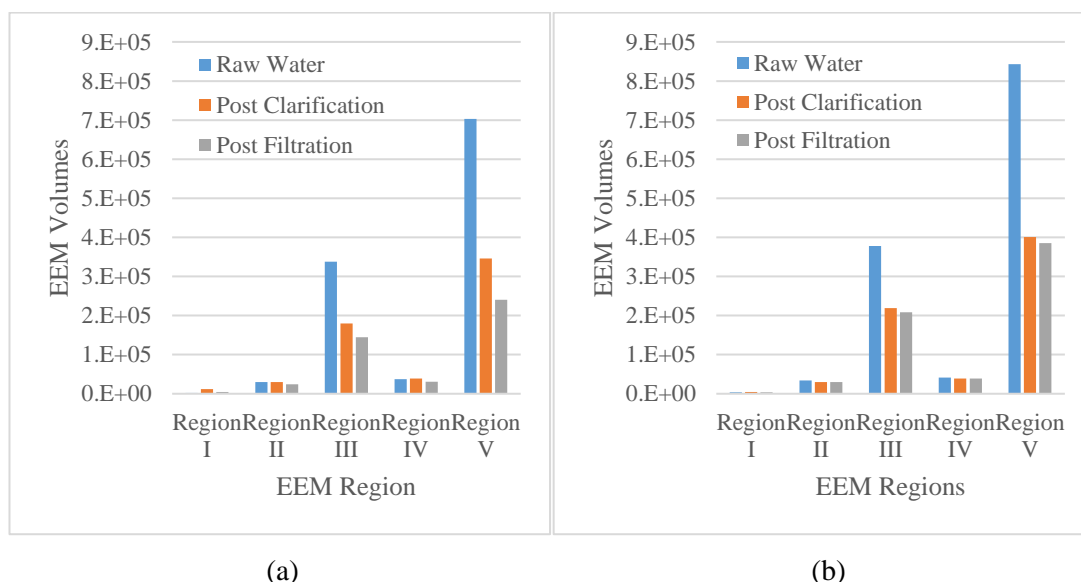 9.E+05
8.E+05
7.E+05
6.E+05
5.E+05
4.E+05
3.E+05
2.E+05
1.E+05
0.E+00
EEM Volumes
Raw Water
Post Clarification
Post Filtration
Region Region Region Region Region
I II III IV V
EEM Region
(a)
9.E+05
8.E+05
7.E+05
6.E+05
5.E+05
4.E+05
3.E+05
2.E+05
1.E+05
0.E+00
EEM Volumes
Raw Water
Post Clarification
Post Filtration
Region Region Region Region Region
I II III IV V
EEM Regions
(b)